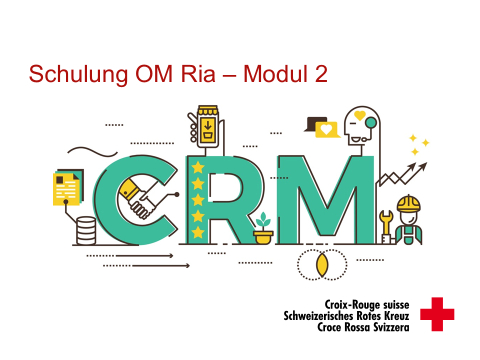 Schulung OM Ria – Modul 2
CRM
Croix-Rouge suisse
Schweizerisches Rotes Kreuz
Croce Rossa Svizzera